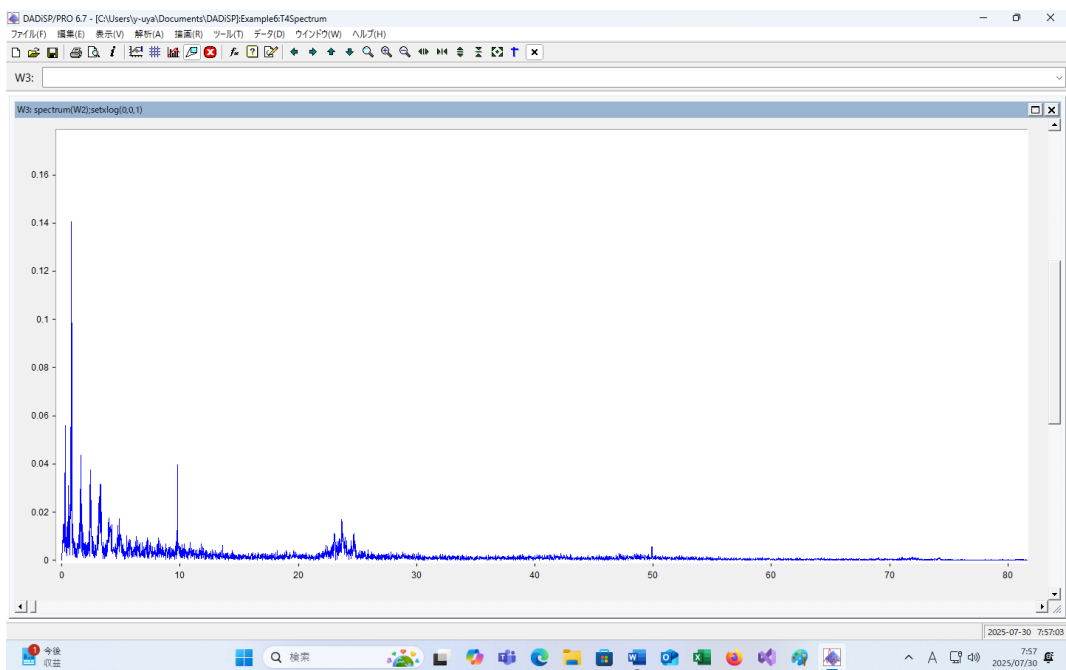 DADiSP/PRO 6.7 - [C:\Users\y-uya\Documents\DADiSP]:Example6:T4Spectrum
ファイル(F) 編集(E) 表示(V) 解析(A) 描画(R) ツール(T) データ(D) ウインドウ(W) ヘルプ(H)
W3:
W3: spectrum(W2);setxlog(0,0,1)
0.16
0.14
0.12
0.1
0.08
0.06
0.04
0.02
0
0 10 20 30 40 50 60 70 80
2025-07-30 7:57:03
1
今後
収益
検索
A
7:57
2025/07/30